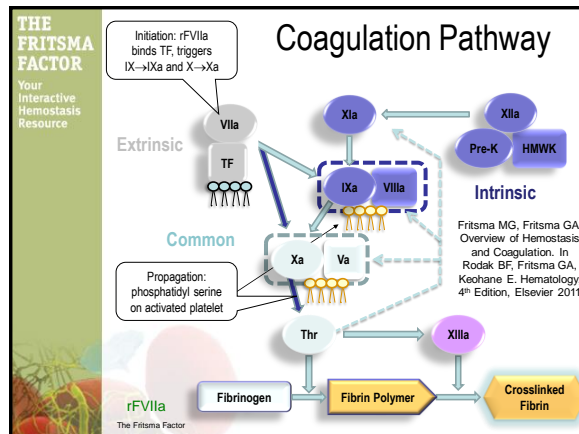 THE
FRITSMA
FACTOR
Your
Interactive
Hemostasis
Resource
Initiation: rFVIIa
binds TF, triggers
IX→IXa and X→Xa
Coagulation Pathway
VIIa
TF
Extrinsic
XIa
XIIa
Pre-K
HMWK
IXa
VIIIa
Intrinsic
Common
Xa
Va
Fritsma MG, Fritsma GA.
Overview of Hemostasis
and Coagulation. In
Rodak BF, Fritsma GA,
Keohane E. Hematology,
4th Edition, Elsevier 2011
Propagation:
phosphatidyl serine
on activated platelet
Thr
XIIIa
Fibrinogen
Fibrin Polymer
Crosslinked
Fibrin
rFVIIa
The Fritsma Factor